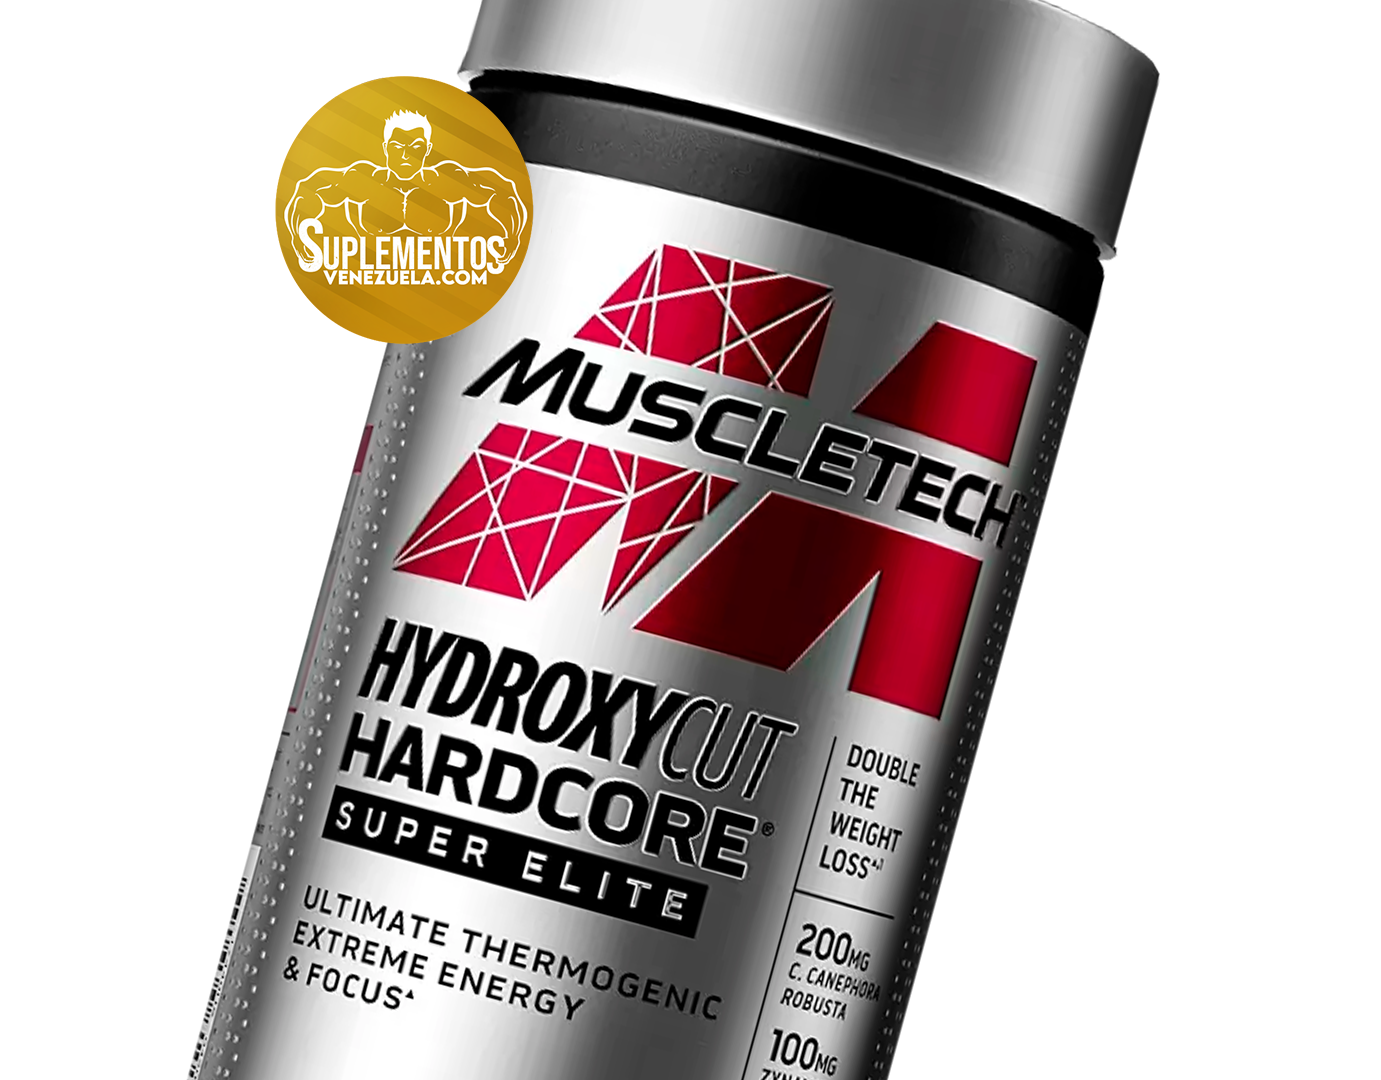 SUPLEMENTOS
VENEZUELA.COM
MUSCLETECH
HYDROXYCUT
HARDCORE®
SUPER ELITE
ULTIMATE THERMOGENIC
EXTREME ENERGY
& FOCUS▲
DOUBLE
THE
WEIGHT
LOSS▲,1
200MG
C. CANEPHORA
ROBUSTA
100MG